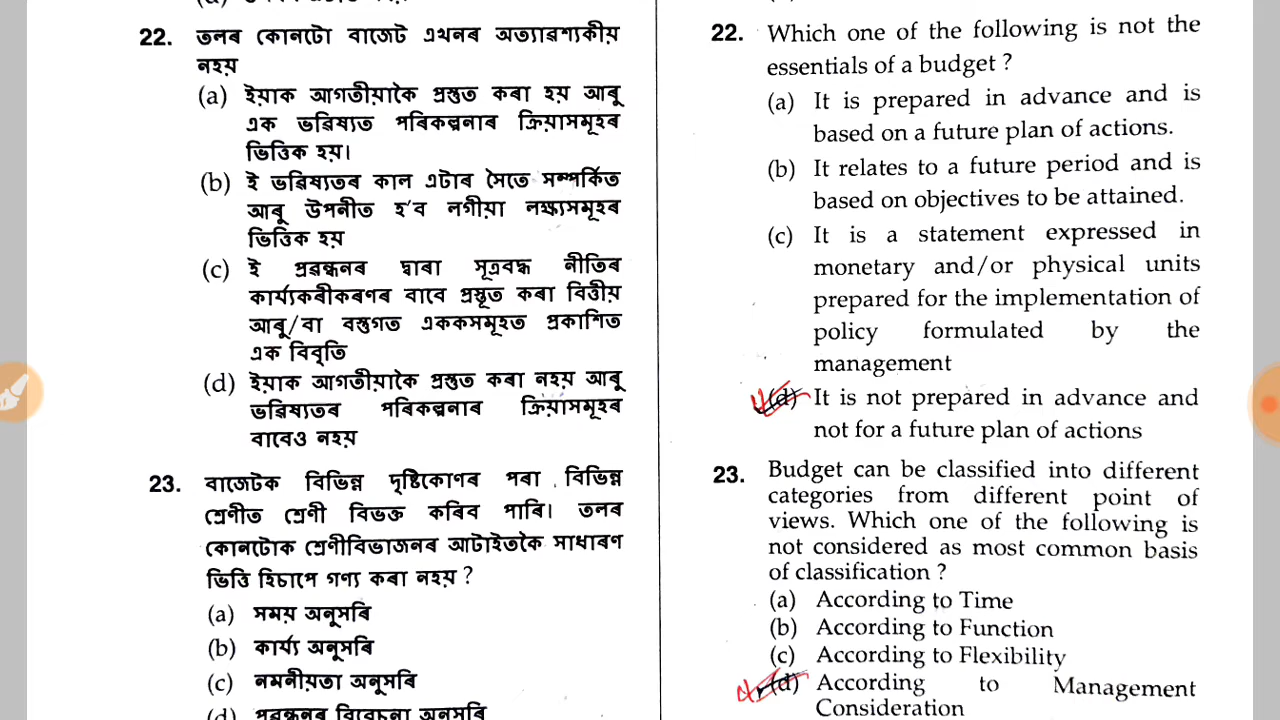 22. তলৰ কোনটো বাজেট এখনৰ অত্যাৱশ্যকীয়
নহয়
(a) ইয়াক আগতীয়াকৈ প্ৰস্তুত কৰা হয় আৰু
এক ভৱিষ্যত পৰিকল্পনাৰ ক্ৰিয়াসমূহৰ
ভিত্তিক হয়।
(b) ই ভৱিষ্যতৰ কাল এটাৰ সৈতে সম্পৰ্কিত
আৰু উপনীত হ'ব লগীয়া লক্ষ্যসমূহৰ
ভিত্তিক হয়
(c) ই প্ৰৱন্ধনৰ দ্বাৰা সূত্ৰবদ্ধ নীতিৰ
কাৰ্য্যকৰীকৰণৰ বাবে প্ৰস্তূত কৰা বিত্তীয়
আৰু/বা বস্তুগত এককসমূহত প্ৰকাশিত
এক বিবৃতি
(d) ইয়াক আগতীয়াকৈ প্ৰস্তুত কৰা নহয় আৰু
ভৱিষ্যতৰ পৰিকল্পনাৰ ক্ৰিয়াসমূহৰ
বাবেও নহয়
23. বাজেটক বিভিন্ন দৃষ্টিকোণৰ পৰা বিভিন্ন
শ্ৰেণীত শ্ৰেণী বিভক্ত কৰিব পাৰি। তলৰ
কোনটোক শ্ৰেণীবিভাজনৰ আটাইতকৈ সাধাৰণ
ভিত্তি হিচাপে গণ্য কৰা নহয় ?
(a) সময় অনুসৰি
(b) কাৰ্য্য অনুসৰি
(c) নমনীয়তা অনুসৰি
(d) প্ৰৱন্ধনৰ বিবেচনা অনুসৰি
22. Which one of the following is not the
essentials of a budget ?
(a) It is prepared in advance and is
based on a future plan of actions.
(b) It relates to a future period and is
based on objectives to be attained.
(c) It is a statement expressed in
monetary and/or physical units
prepared for the implementation of
policy formulated by the
management
(d) It is not prepared in advance and
not for a future plan of actions
23. Budget can be classified into different
categories from different point of
views. Which one of the following is
not considered as most common basis
of classification ?
(a) According to Time
(b) According to Function
(c) According to Flexibility
(d) According to Management
Consideration